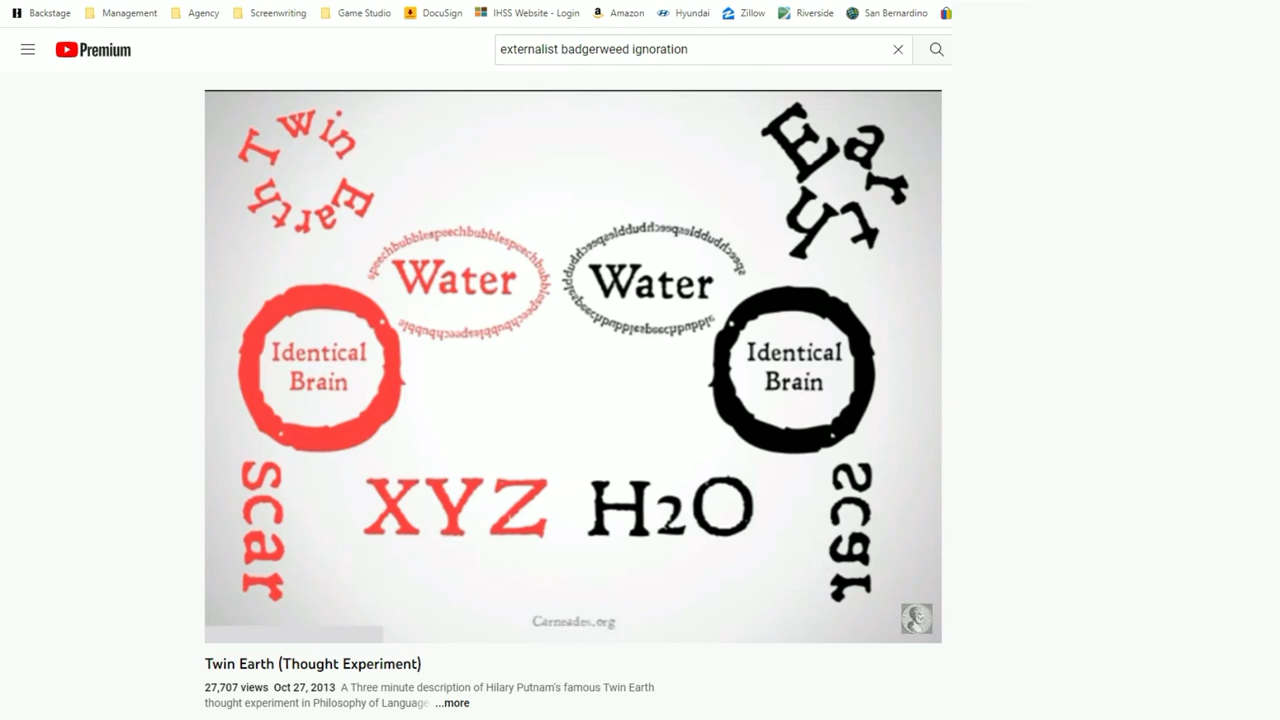 Backstage Management Agency Screenwriting Game Studio DocuSign IHSS Website - Login Amazon Hyundai Zillow Riverside San Bernardino
Premium
externalist badgerweed ignoration
Twin Earth
Earth
speechbubblespeechbubblespeechbubblespeechbubblespeechbubble
Water
Water
Identical
Brain
Identical
Brain
scar
XYZ
H2O
scar
Carneades.org
Twin Earth (Thought Experiment)
27,707 views Oct 27, 2013 A Three minute description of Hilary Putnam's famous Twin Earth
thought experiment in Philosophy of Language ...more